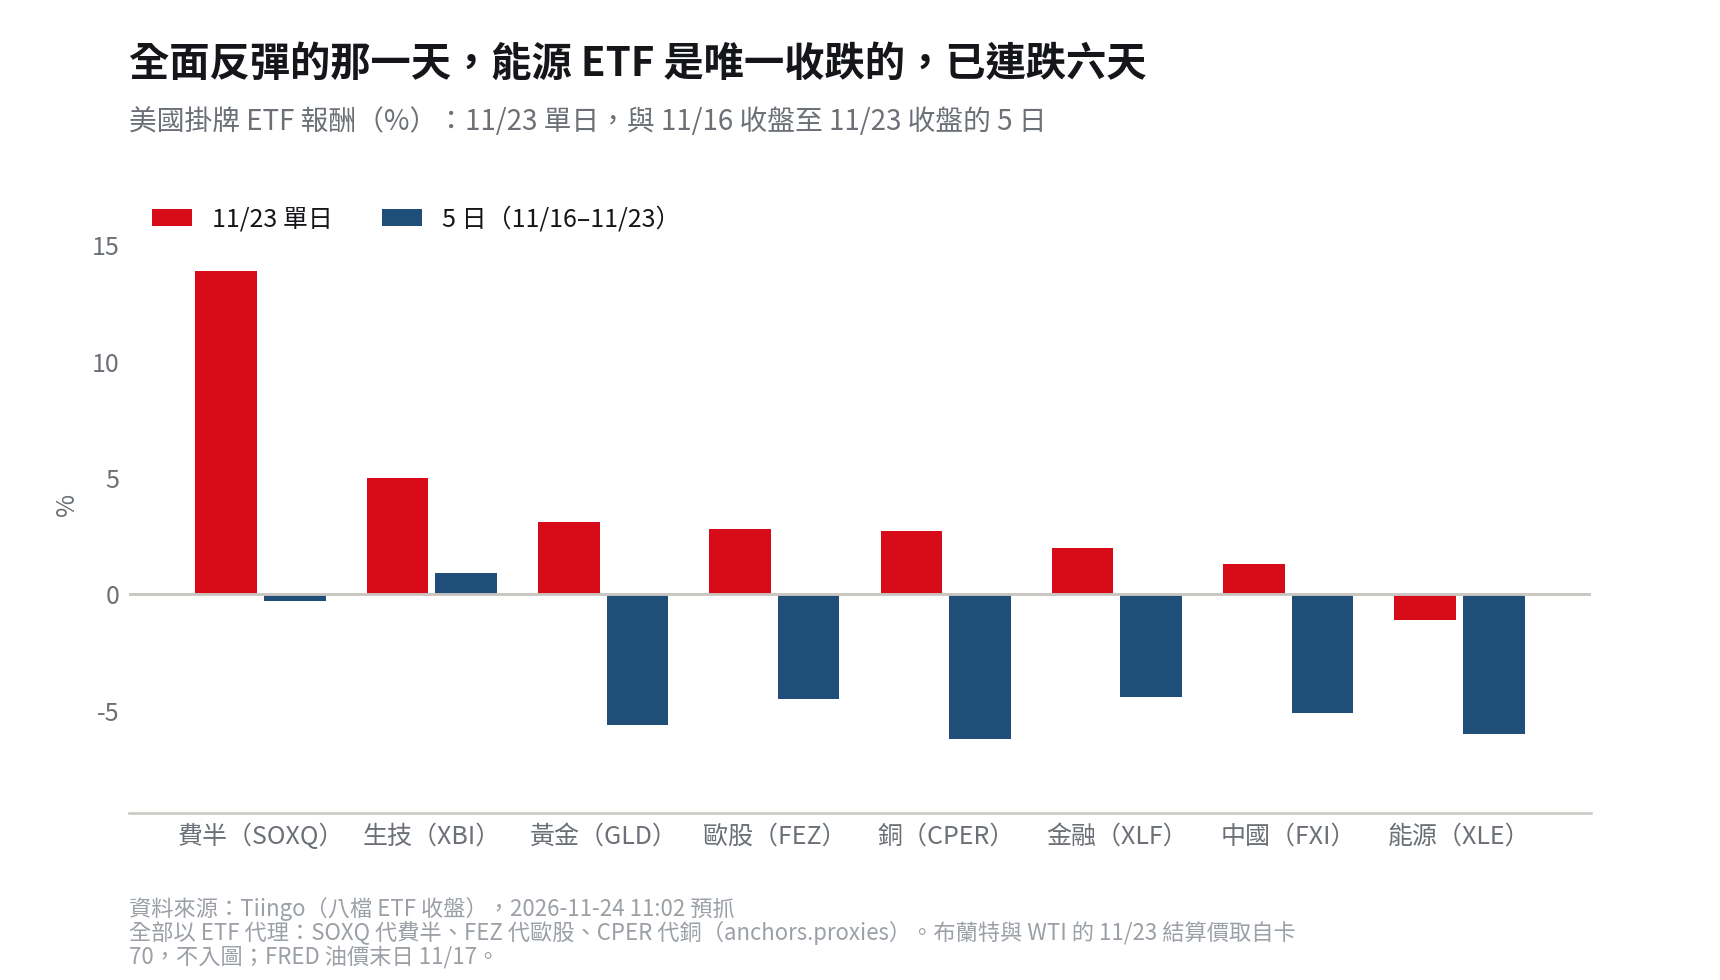 全面反彈的那一天，能源 ETF 是唯一收跌的，已連跌六天
美國掛牌 ETF 報酬（%）：11/23 單日，與 11/16 收盤至 11/23 收盤的 5 日
11/23 單日
5 日（11/16–11/23）
15
10
5
0
-5
%
費半（SOXQ）
生技（XBI）
黃金（GLD）
歐股（FEZ）
銅（CPER）
金融（XLF）
中國（FXI）
能源（XLE）
資料來源：Tiingo（八檔 ETF 收盤），2026-11-24 11:02 預抓
全部以 ETF 代理：SOXQ 代費半、FEZ 代歐股、CPER 代銅（anchors.proxies）。布蘭特與 WTI 的 11/23 結算價取自卡
70，不入圖；FRED 油價末日 11/17。